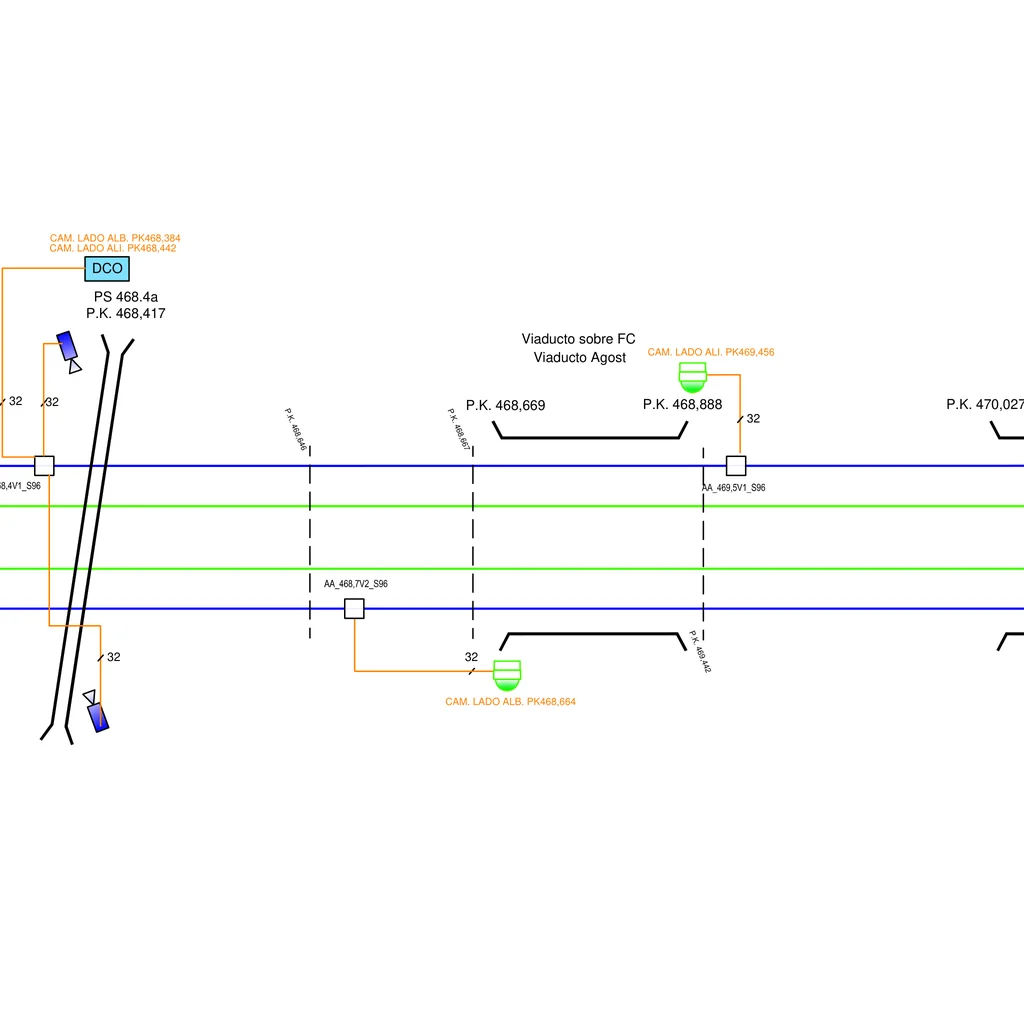 CAM. LADO ALB. PK468,384
CAM. LADO ALI. PK468,442
DCO
PS 468.4a
P.K. 468,417
Viaducto sobre FC
Viaducto Agost
CAM. LADO ALI. PK469,456
32
32
P.K. 468,646
P.K. 468,667
P.K. 468,669
P.K. 468,888
32
P.K. 470,027
68,4V1_S96
AA_469,5V1_S96
AA_468,7V2_S96
32
32
P.K. 469,442
CAM. LADO ALB. PK468,664